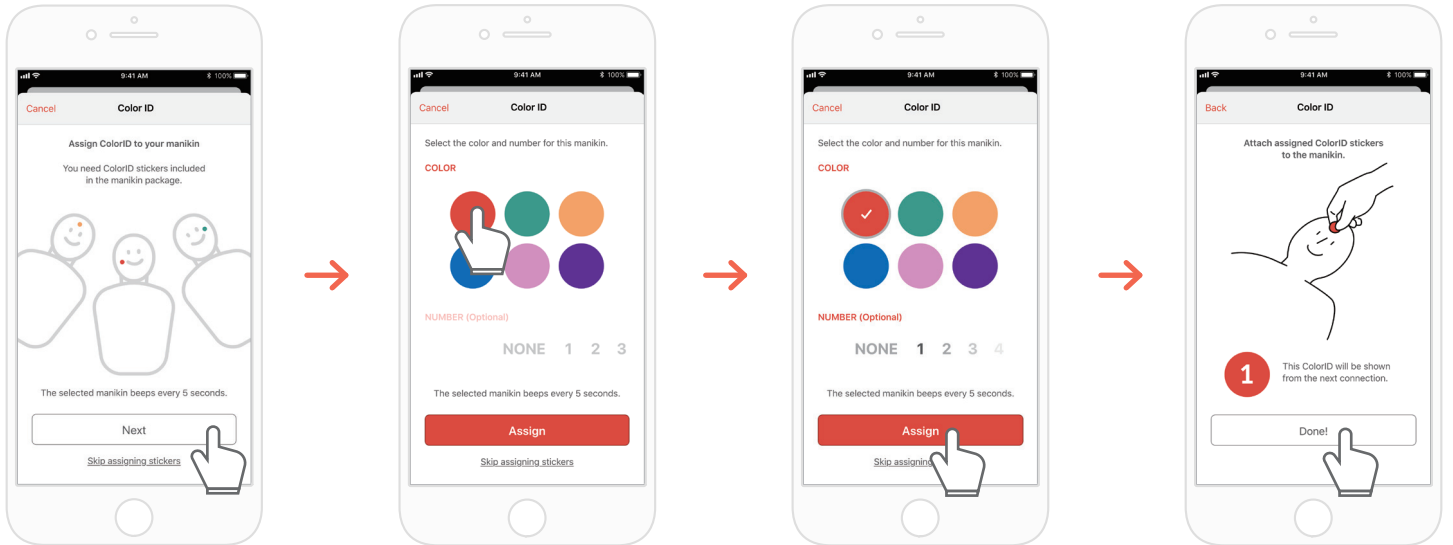 9:41 AM 100%
Cancel Color ID
Assign ColorID to your manikin
You need ColorID stickers included
in the manikin package.
The selected manikin beeps every 5 seconds.
Next
Skip assigning stickers
9:41 AM 100%
Cancel Color ID
Select the color and number for this manikin.
COLOR
NUMBER (Optional)
NONE 1 2 3
The selected manikin beeps every 5 seconds.
Assign
Skip assigning stickers
9:41 AM 100%
Cancel Color ID
Select the color and number for this manikin.
COLOR
NUMBER (Optional)
NONE 1 2 3 4
The selected manikin beeps every 5 seconds.
Assign
Skip assigning
9:41 AM 100%
Back Color ID
Attach assigned ColorID stickers
to the manikin.
1
This ColorID will be shown
from the next connection.
Done!